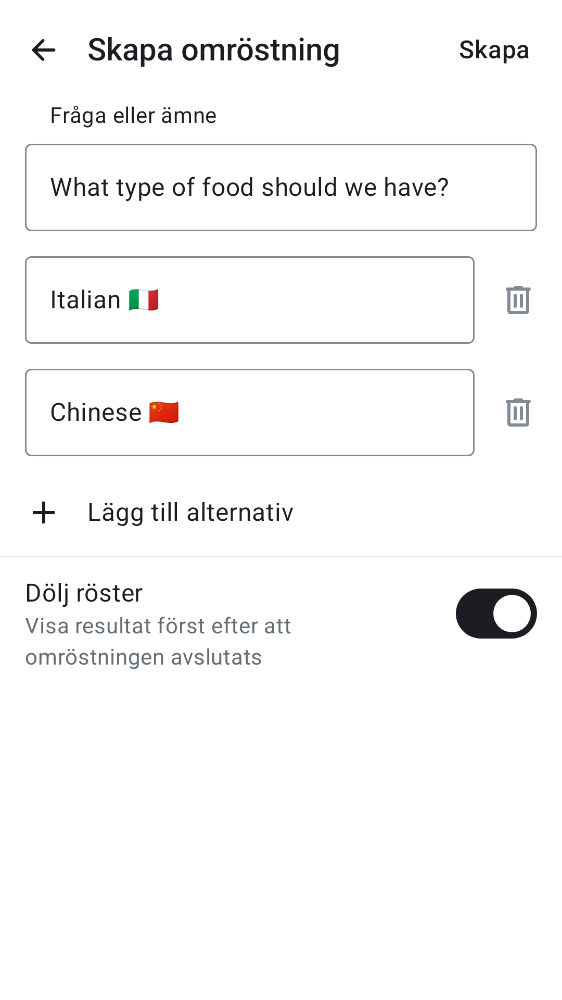 Skapa omröstning
Skapa
Fråga eller ämne
What type of food should we have?
Italian 🇮🇹
Chinese 🇨🇳
Lägg till alternativ
Dölj röster
Visa resultat först efter att
omröstningen avslutats